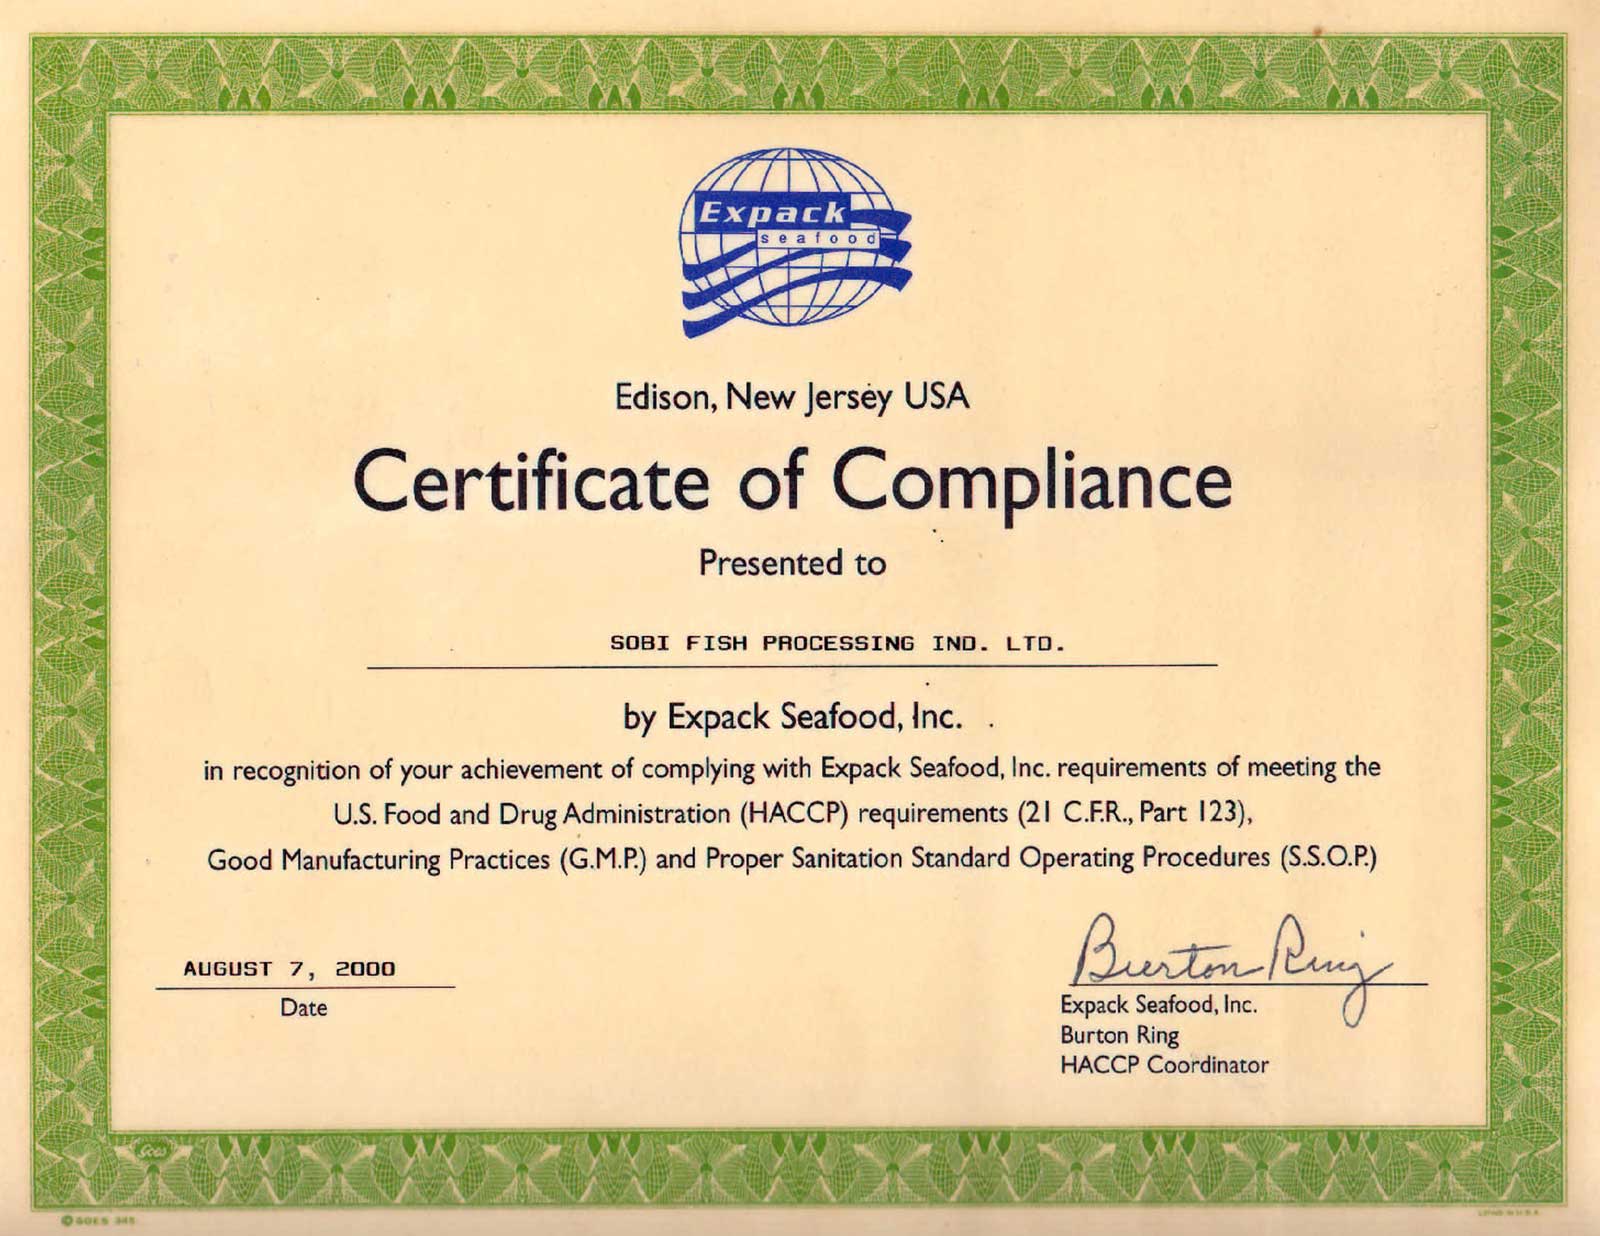 Expack
seafood
Edison, New Jersey USA
Certificate of Compliance
Presented to
SOBI FISH PROCESSING IND. LTD.
by Expack Seafood, Inc.
in recognition of your achievement of complying with Expack Seafood, Inc. requirements of meeting the
U.S. Food and Drug Administration (HACCP) requirements (21 C.F.R., Part 123),
Good Manufacturing Practices (G.M.P.) and Proper Sanitation Standard Operating Procedures (S.S.O.P.)
AUGUST 7, 2000
Date
Burton Ring
Expack Seafood, Inc.
Burton Ring
HACCP Coordinator
Goes
© GOES 345